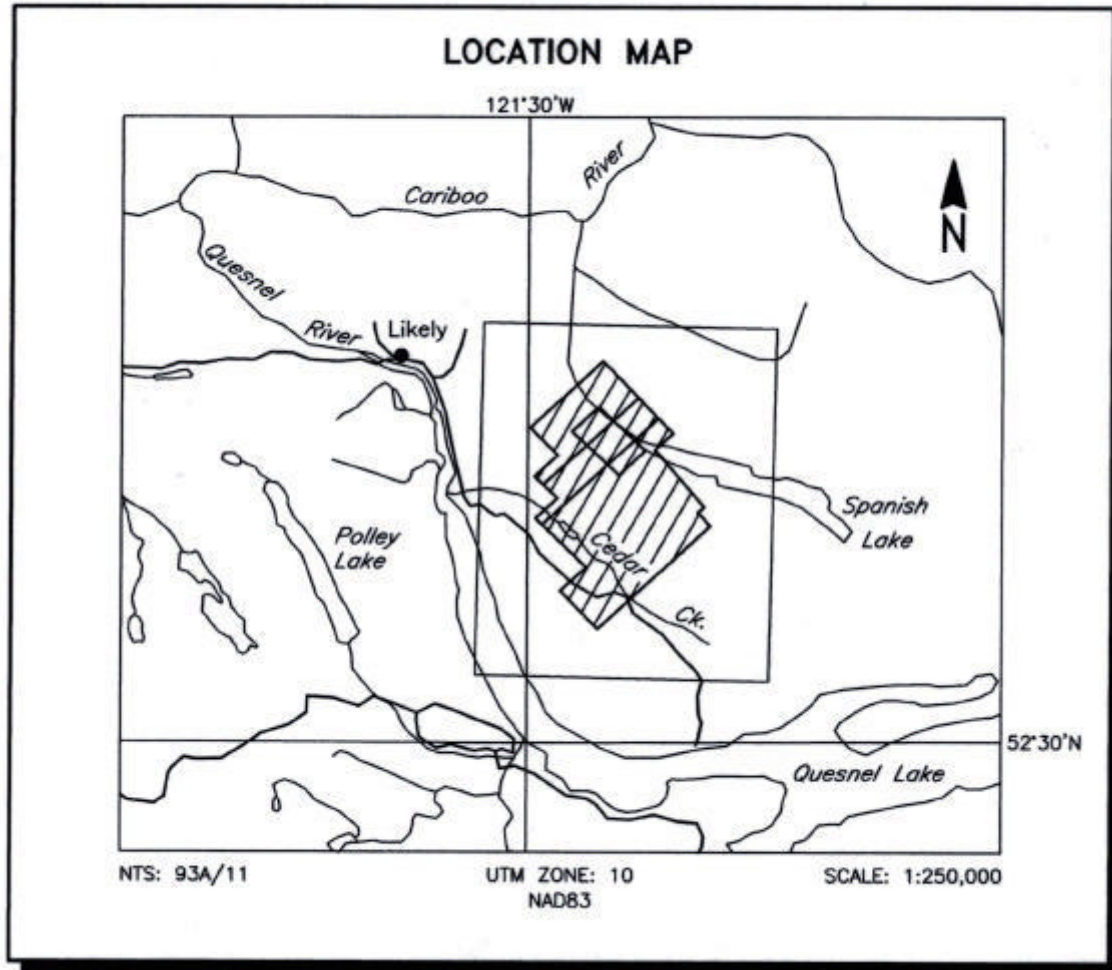 LOCATION MAP
121°30'W
River
Cariboo
Quesnel
River
Likely
N
Spanish
Lake
Polley
Lake
Cedar
Ck.
52°30'N
Quesnel Lake
NTS: 93A/11
UTM ZONE: 10
NAD83
SCALE: 1:250,000